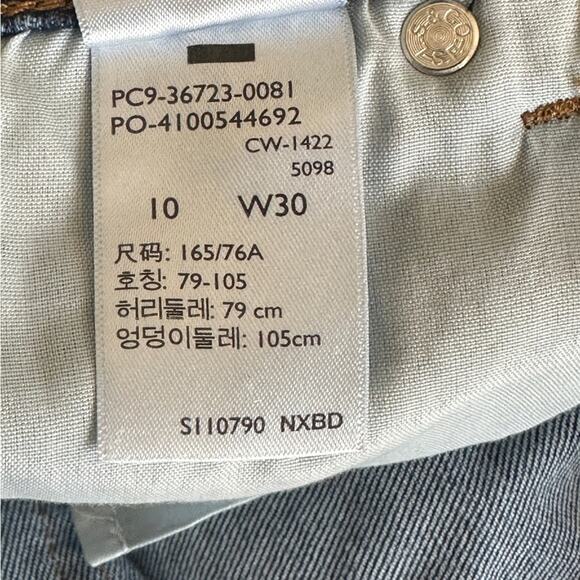 PC9-36723-0081
PO-4100544692
CW-1422
5098
10 W30
尺码: 165/76A
호칭: 79-105
허리둘레: 79 cm
엉덩이둘레: 105cm
S110790 NXBD